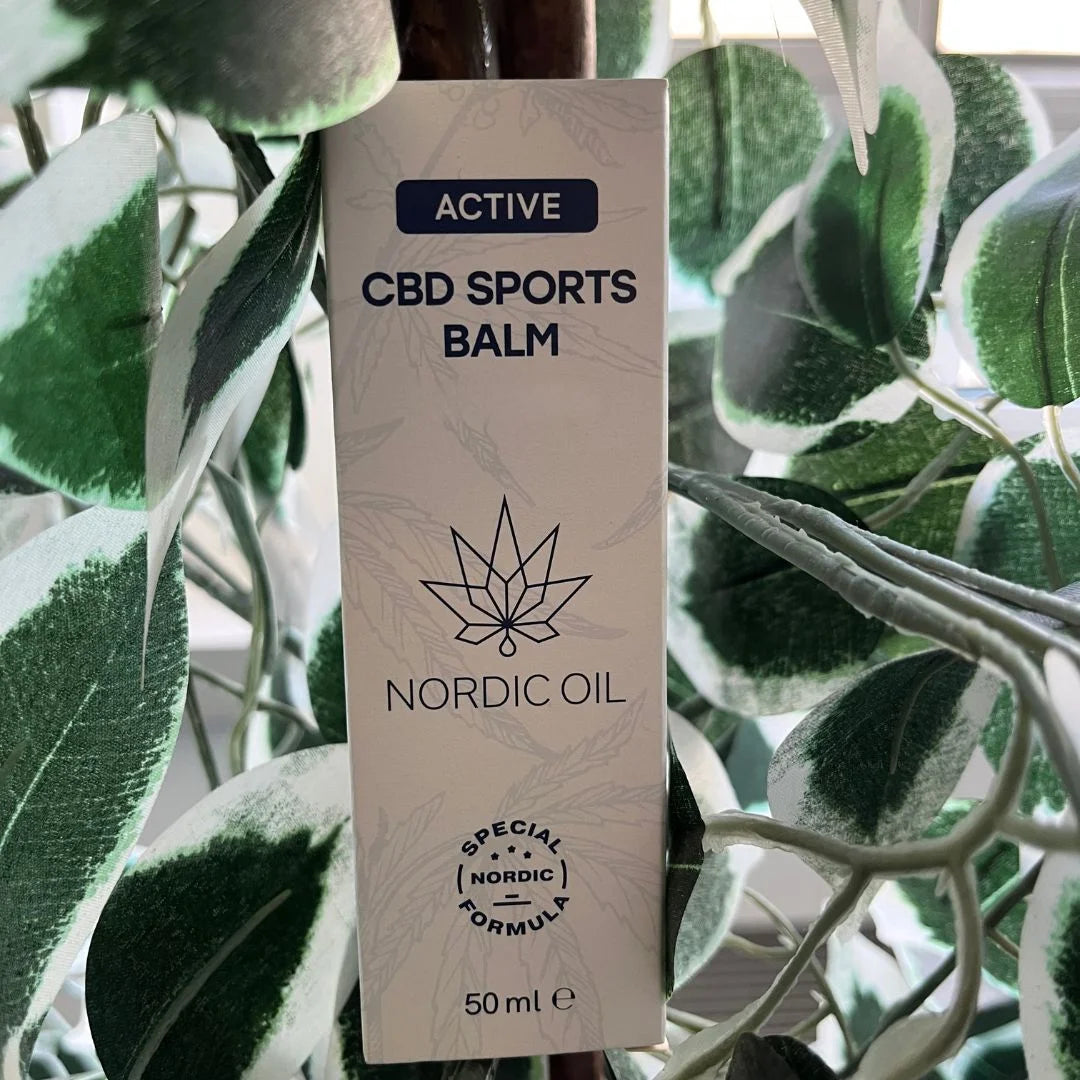 ACTIVE
CBD SPORTS
BALM
NORDIC OIL
SPECIAL
NORDIC
FORMULA
50 ml ℮